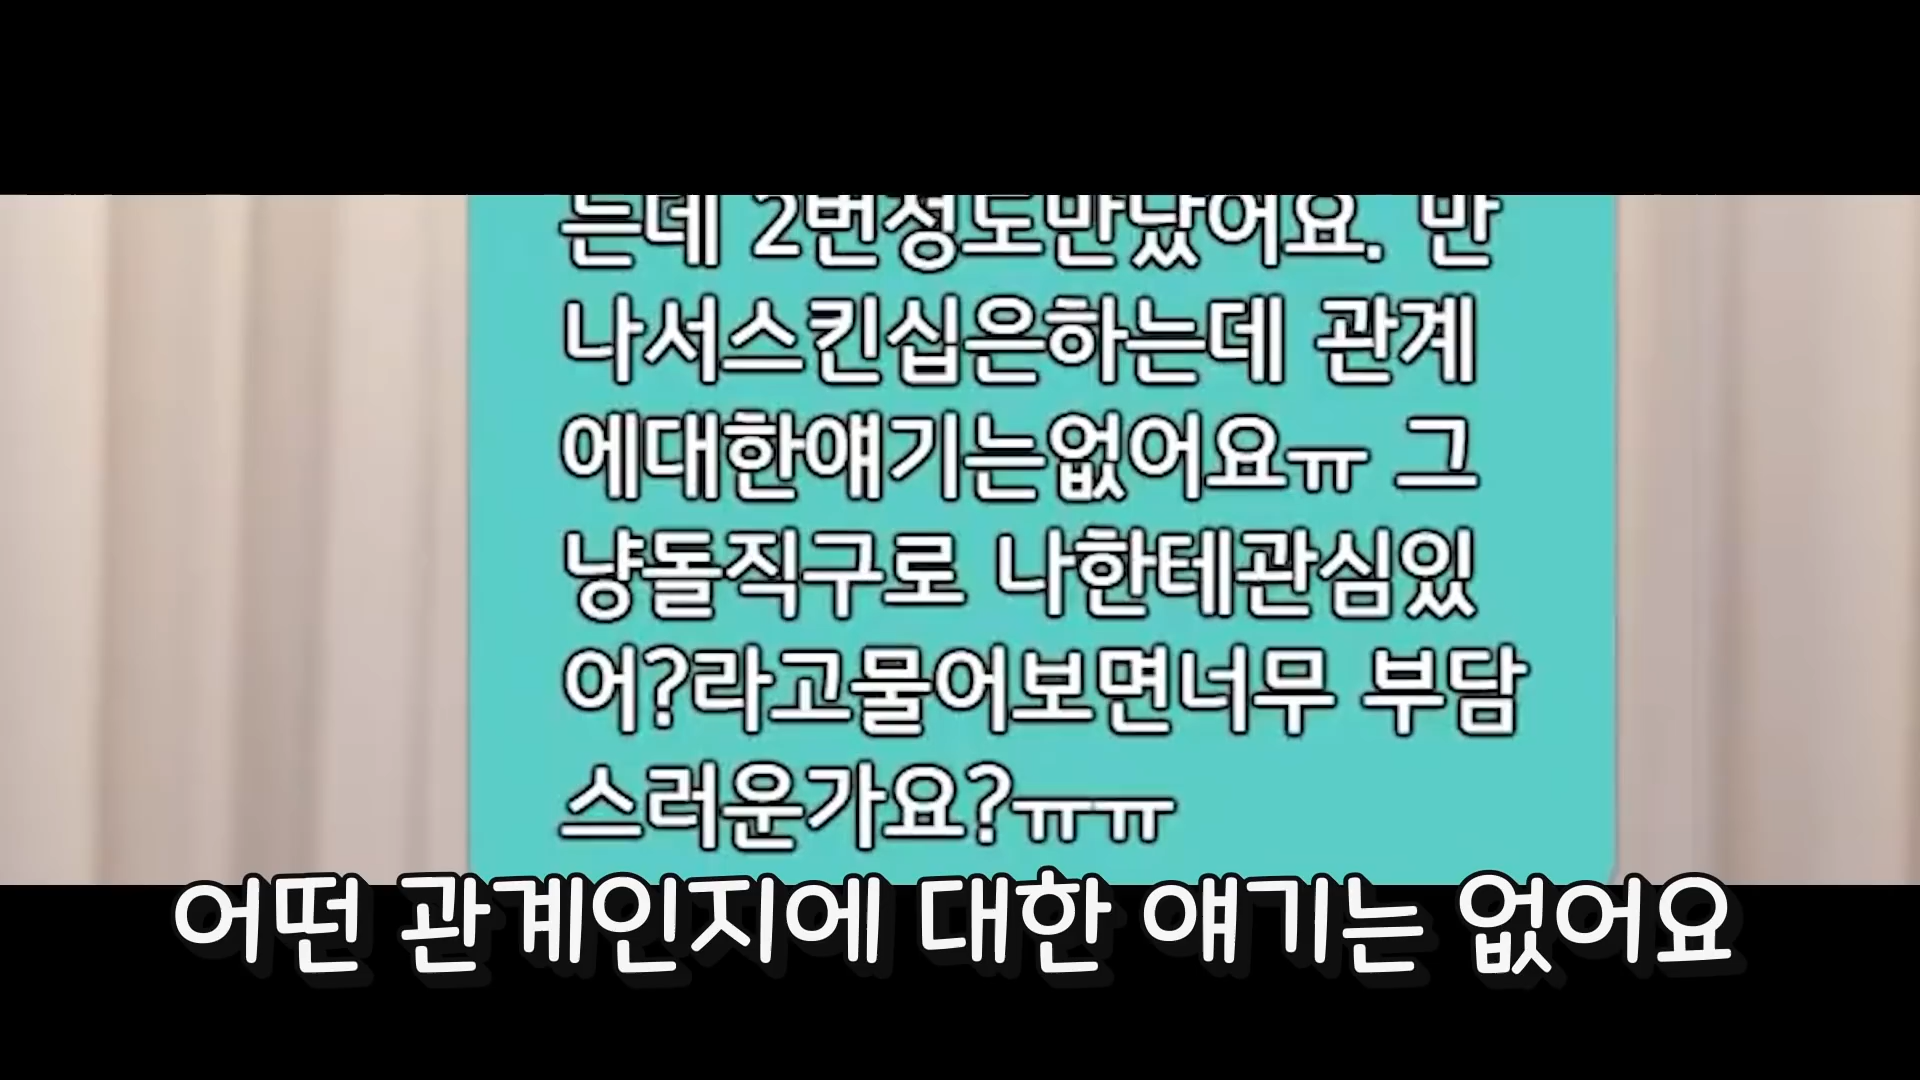 는데 2번정도만났어요. 만
나서스킨십은하는데 관계
에대한얘기는없어요ㅠ 그
냥돌직구로 나한테관심있
어?라고물어보면너무 부담
스러운가요?ㅠㅠ
어떤 관계인지에 대한 얘기는 없어요